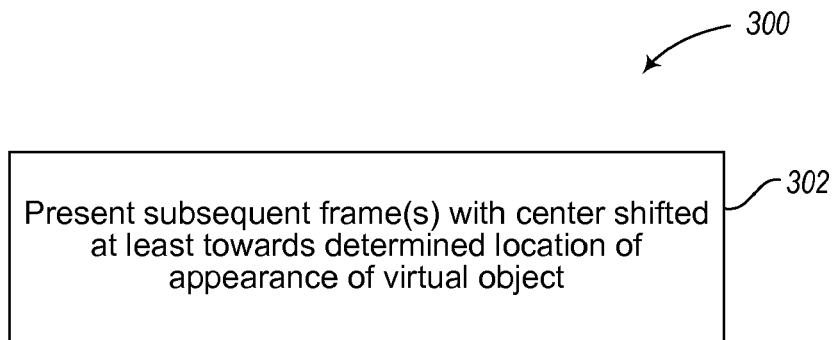 300
302
Present subsequent frame(s) with center shifted
at least towards determined location of
appearance of virtual object